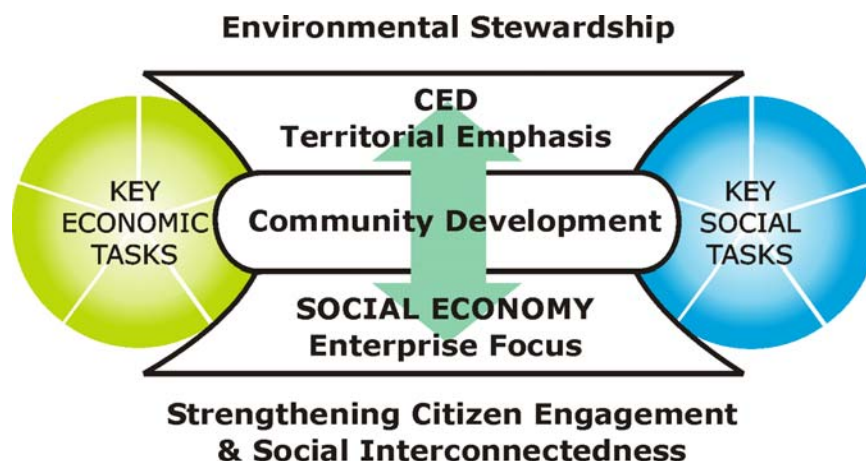 Environmental Stewardship
CED
Territorial Emphasis
KEY
ECONOMIC
TASKS
Community Development
KEY
SOCIAL
TASKS
SOCIAL ECONOMY
Enterprise Focus
Strengthening Citizen Engagement
& Social Interconnectedness